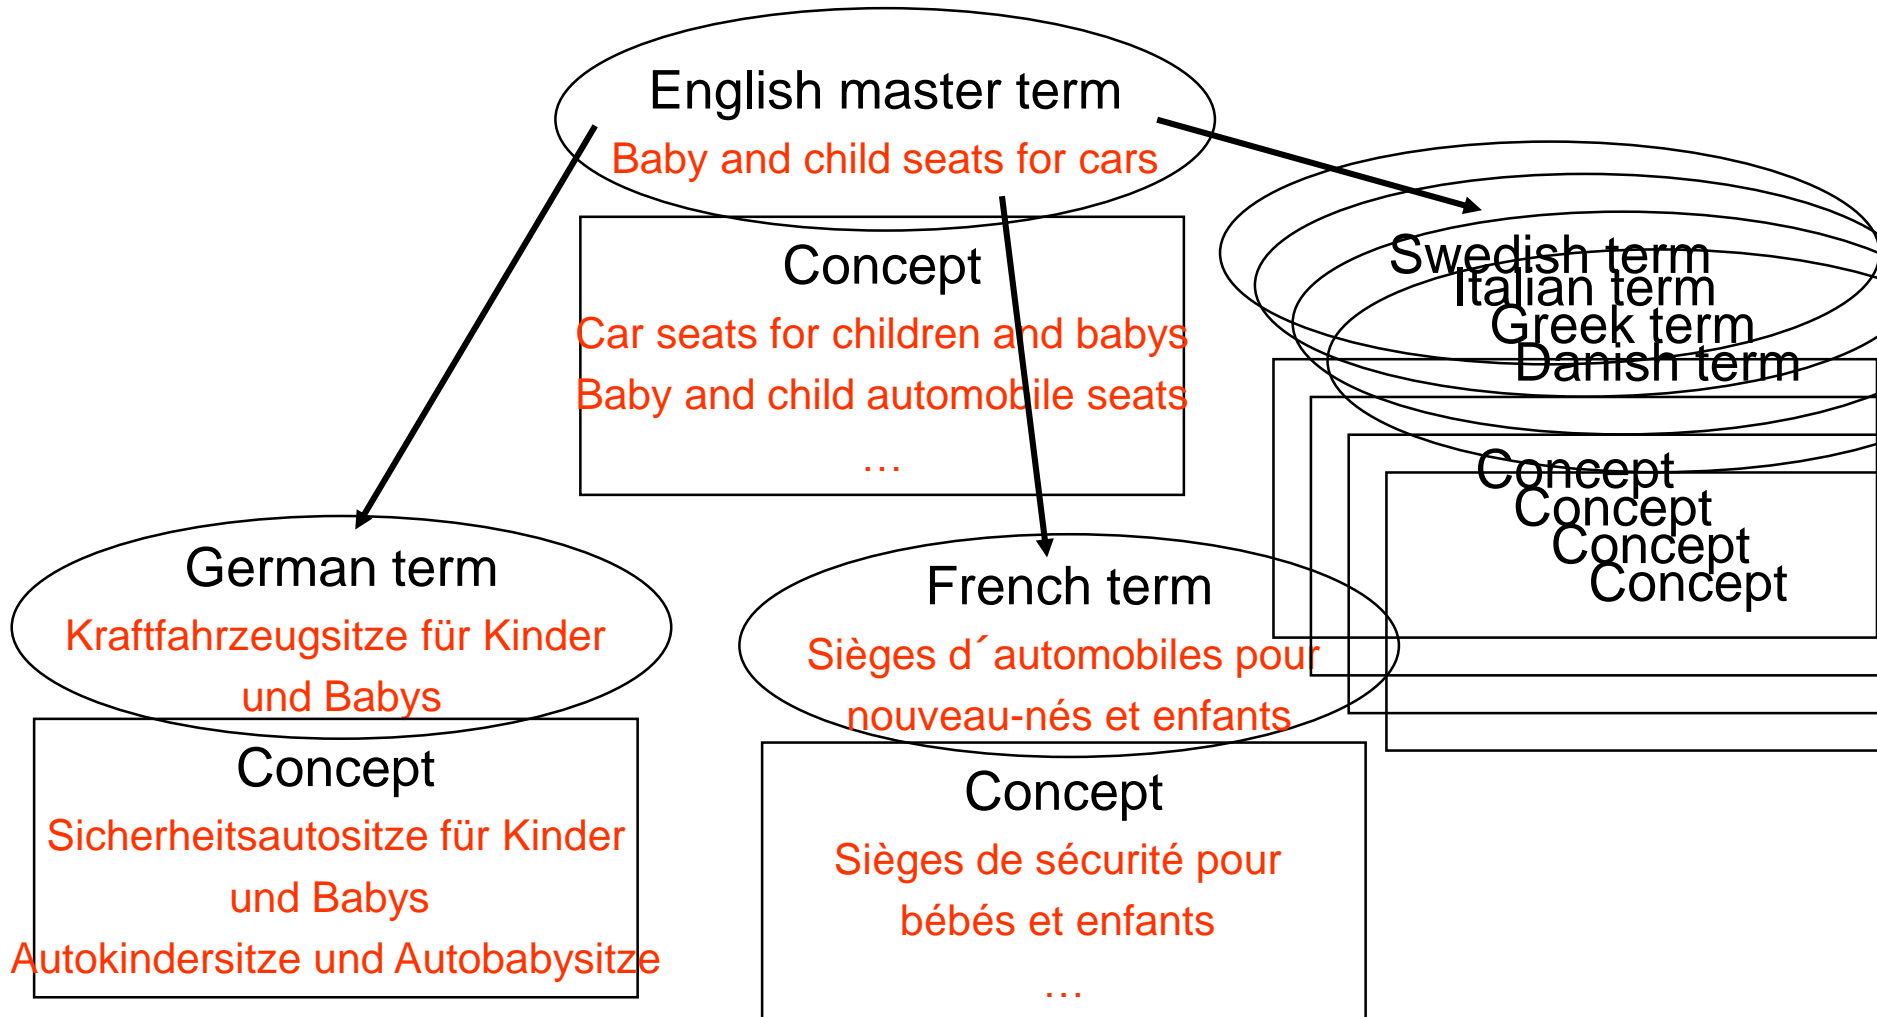 English master term
Baby and child seats for cars
Concept
Car seats for children and babys
Baby and child automobile seats
…
Swedish term
Italian term
Greek term
Danish term
Concept
Concept
Concept
Concept
German term
Kraftfahrzeugsitze für Kinder
und Babys
Concept
Sicherheitsautositze für Kinder
und Babys
Autokindersitze und Autobabysitze
French term
Sièges d´automobiles pour
nouveau-nés et enfants
Concept
Sièges de sécurité pour
bébés et enfants
…